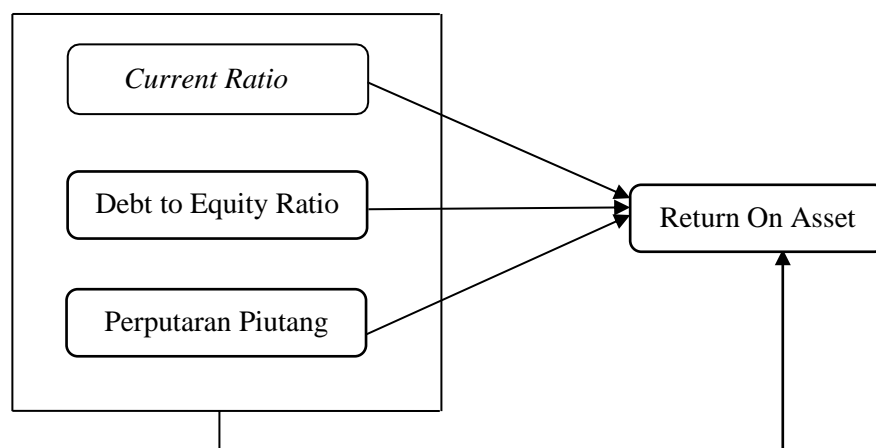 Current Ratio
Debt to Equity Ratio
Return On Asset
Perputaran Piutang